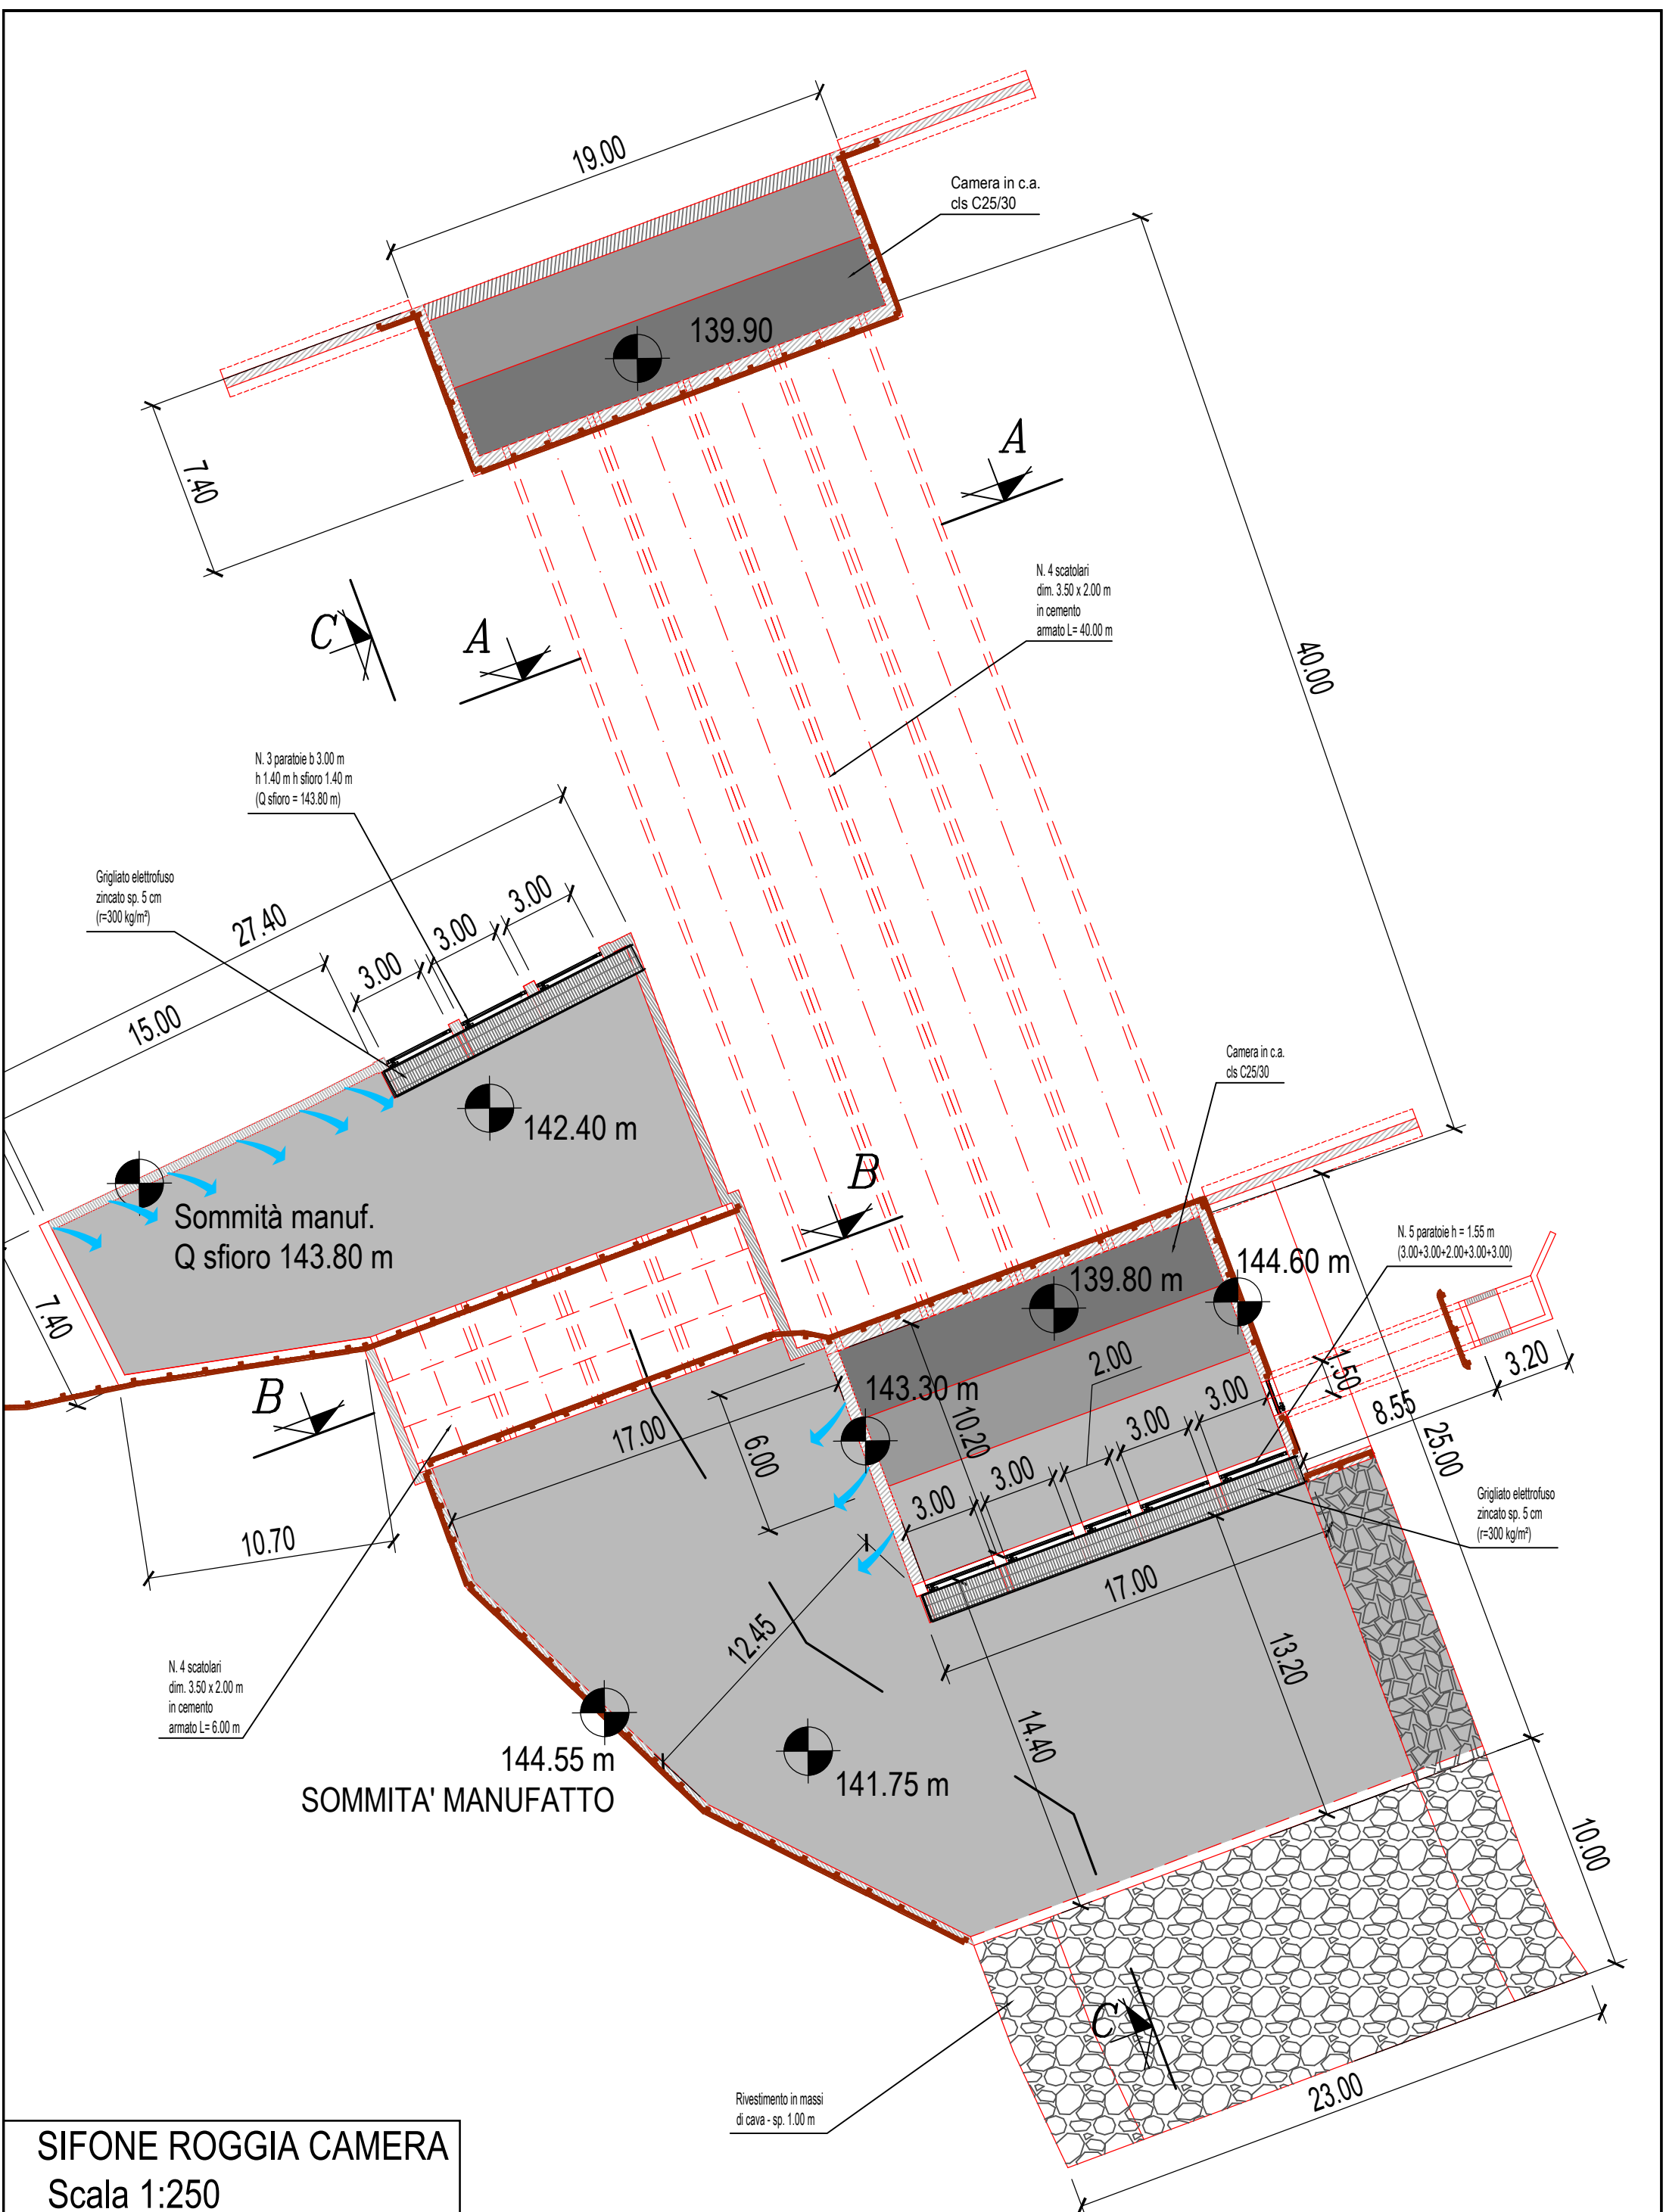 19.00
Camera in c.a.
cls C25/30
139.90
7.40
A
A
C
N. 4 scatolari
dim. 3.50 x 2.00 m
in cemento
armato L= 40.00 m
40.00
N. 3 paratoie b 3.00 m
h 1.40 m h sfioro 1.40 m
(Q sfioro = 143.80 m)
Grigliato elettrofuso
zincato sp. 5 cm
(r=300 kg/m²)
27.40
15.00
3.00
3.00
3.00
142.40 m
Sommità manuf.
Q sfioro 143.80 m
7.40
B
B
Camera in c.a.
cls C25/30
139.80 m
144.60 m
N. 5 paratoie h = 1.55 m
(3.00+3.00+2.00+3.00+3.00)
1.50
3.20
8.55
25.00
143.30 m
2.00
10.20
3.00
3.00
3.00
3.00
17.00
6.00
10.70
Grigliato elettrofuso
zincato sp. 5 cm
(r=300 kg/m²)
17.00
12.45
13.20
14.40
N. 4 scatolari
dim. 3.50 x 2.00 m
in cemento
armato L= 6.00 m
144.55 m
SOMMITA' MANUFATTO
141.75 m
10.00
C
23.00
Rivestimento in massi
di cava - sp. 1.00 m
SIFONE ROGGIA CAMERA
Scala 1:250